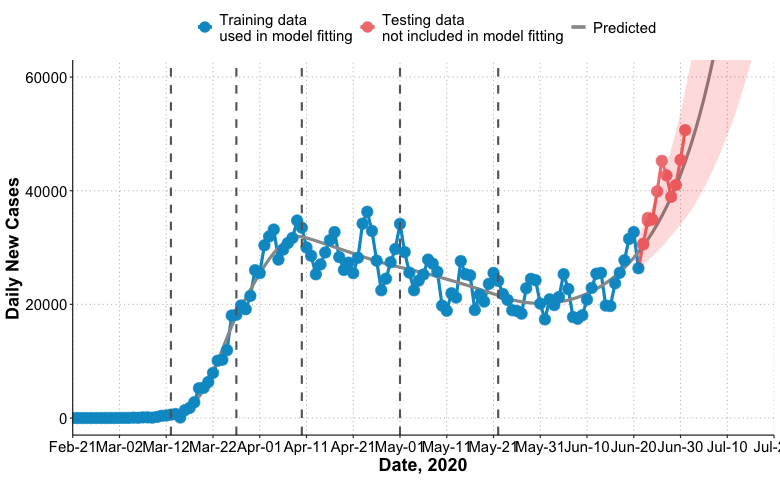 Training data
used in model fitting
Testing data
not included in model fitting
Predicted
60000
40000
20000
0
Daily New Cases
Feb-21 Mar-02 Mar-12 Mar-22 Apr-01 Apr-11 Apr-21 May-01 May-11 May-21 May-31 Jun-10 Jun-20 Jun-30 Jul-10 Jul-2
Date, 2020